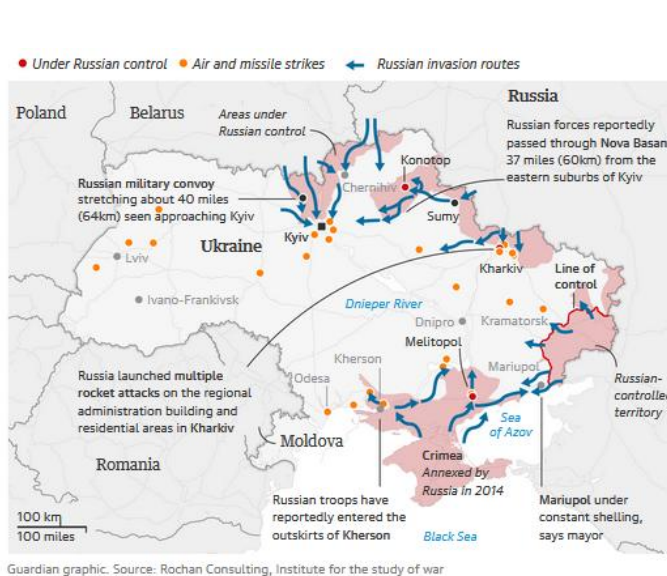 Under Russian control
Air and missile strikes
Russian invasion routes
Poland
Belarus
Areas under
Russian control
Russia
Russian forces reportedly
passed through Nova Basan
37 miles (60km) from the
eastern suburbs of Kyiv
Konotop
Chernihiv
Russian military convoy
stretching about 40 miles
(64km) seen approaching Kyiv
Sumy
Kyiv
Ukraine
Lviv
Kharkiv
Line of
control
Ivano-Frankivsk
Dnieper River
Dnipro
Kramatorsk
Melitopol
Kherson
Mariupol
Odesa
Russia launched multiple
rocket attacks on the regional
administration building and
residential areas in Kharkiv
Russian-
controlled
territory
Sea
of Azov
Moldova
Romania
Crimea
Annexed by
Russia in 2014
Russian troops have
reportedly entered the
outskirts of Kherson
Mariupol under
constant shelling,
says mayor
Black Sea
100 km
100 miles
Guardian graphic. Source: Rochan Consulting, Institute for the study of war